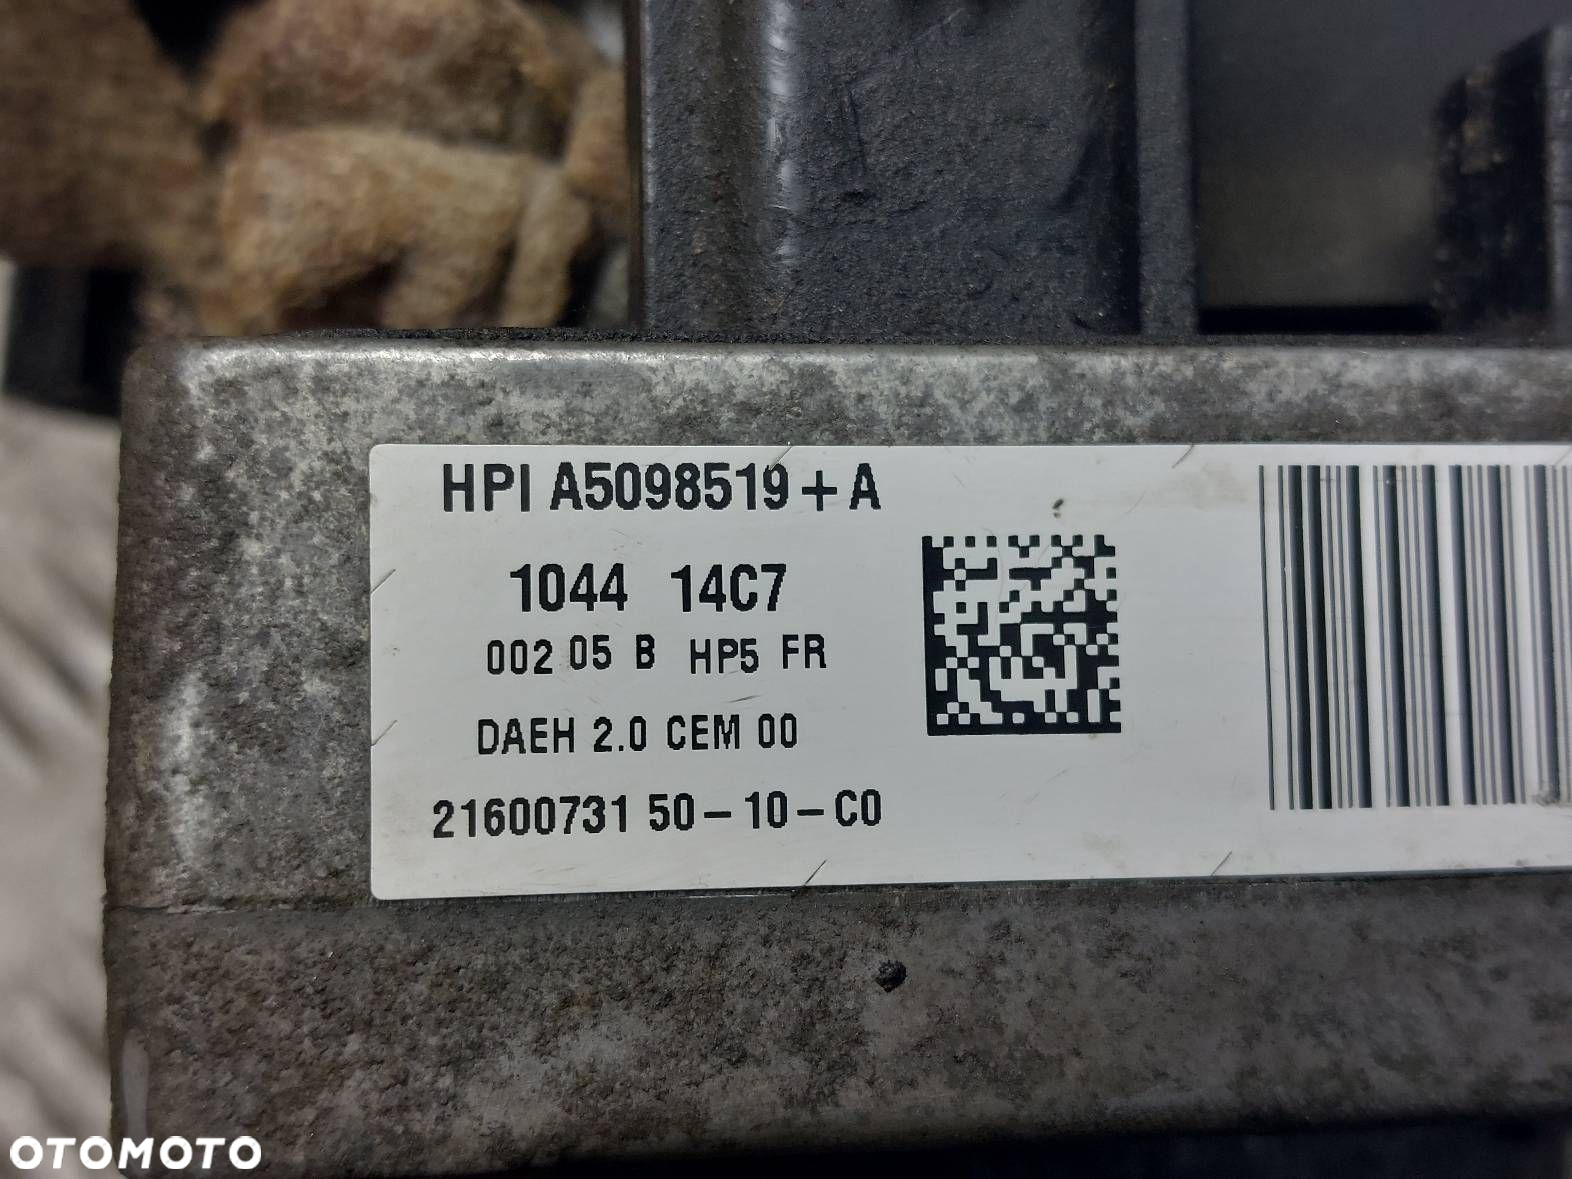 HPI A5098519+A
1044 14C7
002 05 B HP5 FR
DAEH 2.0 CEM 00
21600731 50-10-C0
OTOMOTO